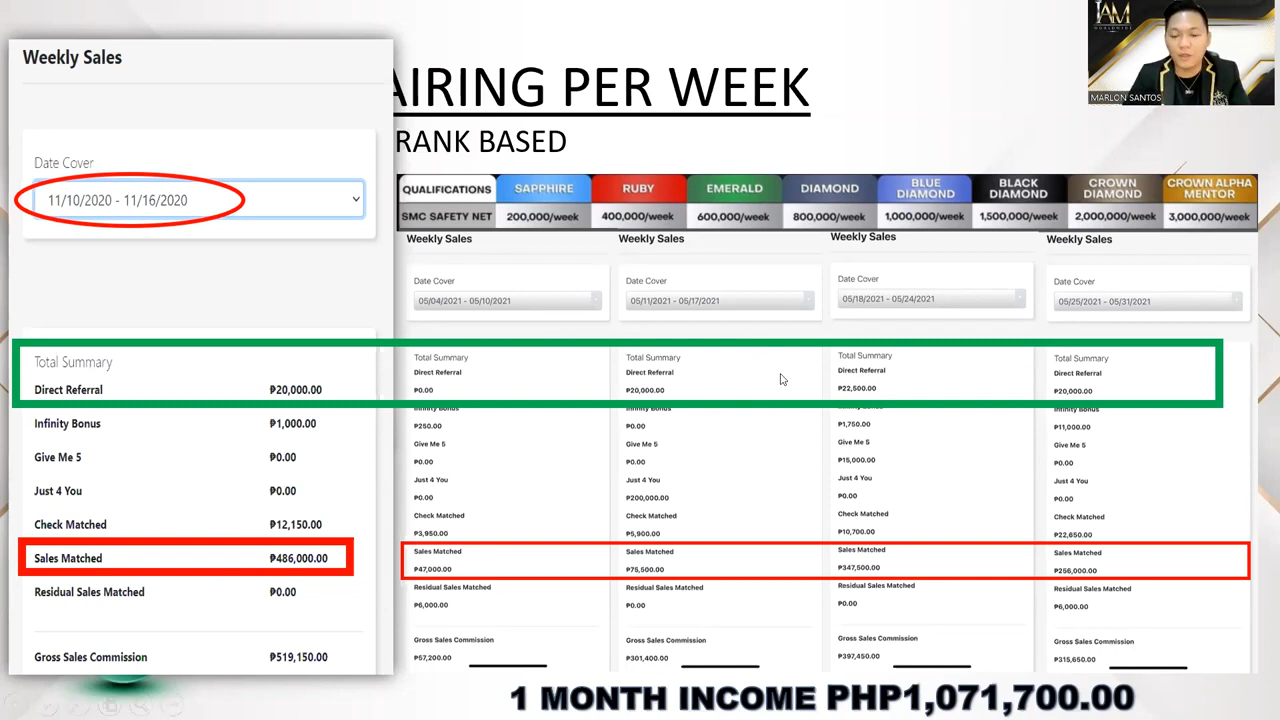 Weekly Sales
Date Cover
11/10/2020 - 11/16/2020
Total Summary
Direct Referral ₱20,000.00
Infinity Bonus ₱1,000.00
Give Me 5 ₱0.00
Just 4 You ₱0.00
Check Matched ₱12,150.00
Sales Matched ₱486,000.00
Residual Sales Matched ₱0.00
Gross Sales Commission ₱519,150.00
AIRING PER WEEK
RANK BASED
IAM
WORLDWIDE
MARLON SANTOS
QUALIFICATIONS SAPPHIRE RUBY EMERALD DIAMOND BLUE DIAMOND BLACK DIAMOND CROWN DIAMOND CROWN ALPHA MENTOR
SMC SAFETY NET 200,000/week 400,000/week 600,000/week 800,000/week 1,000,000/week 1,500,000/week 2,000,000/week 3,000,000/week
Weekly Sales
Date Cover
05/04/2021 - 05/10/2021
Total Summary
Direct Referral
₱0.00
Infinity Bonus
₱250.00
Give Me 5
₱0.00
Just 4 You
₱0.00
Check Matched
₱3,950.00
Sales Matched
₱47,000.00
Residual Sales Matched
₱6,000.00
Gross Sales Commission
₱57,200.00
Weekly Sales
Date Cover
05/11/2021 - 05/17/2021
Total Summary
Direct Referral
₱20,000.00
Infinity Bonus
₱0.00
Give Me 5
₱0.00
Just 4 You
₱200,000.00
Check Matched
₱5,900.00
Sales Matched
₱75,500.00
Residual Sales Matched
₱0.00
Gross Sales Commission
₱301,400.00
Weekly Sales
Date Cover
05/18/2021 - 05/24/2021
Total Summary
Direct Referral
₱22,500.00
Infinity Bonus
₱1,750.00
Give Me 5
₱15,000.00
Just 4 You
₱0.00
Check Matched
₱10,700.00
Sales Matched
₱347,500.00
Residual Sales Matched
₱0.00
Gross Sales Commission
₱397,450.00
Weekly Sales
Date Cover
05/25/2021 - 05/31/2021
Total Summary
Direct Referral
₱20,000.00
Infinity Bonus
₱11,000.00
Give Me 5
₱0.00
Just 4 You
₱0.00
Check Matched
₱22,650.00
Sales Matched
₱256,000.00
Residual Sales Matched
₱6,000.00
Gross Sales Commission
₱315,650.00
1 MONTH INCOME PHP1,071,700.00